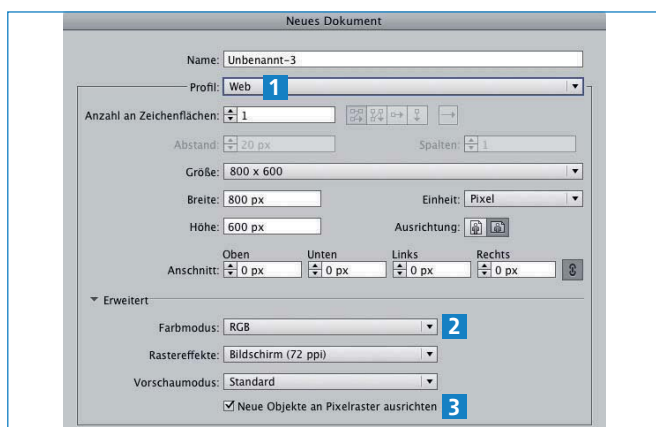 Neues Dokument
Name: Unbenannt-3
Profil: Web 1
Anzahl an Zeichenflächen: 1
Abstand: 20 px Spalten: 1
Größe: 800 x 600
Breite: 800 px Einheit: Pixel
Höhe: 600 px Ausrichtung:
Oben Unten Links Rechts
Anschnitt: 0 px 0 px 0 px 0 px
Erweitert
Farbmodus: RGB 2
Rastereffekte: Bildschirm (72 ppi)
Vorschaumodus: Standard
Neue Objekte an Pixelraster ausrichten 3